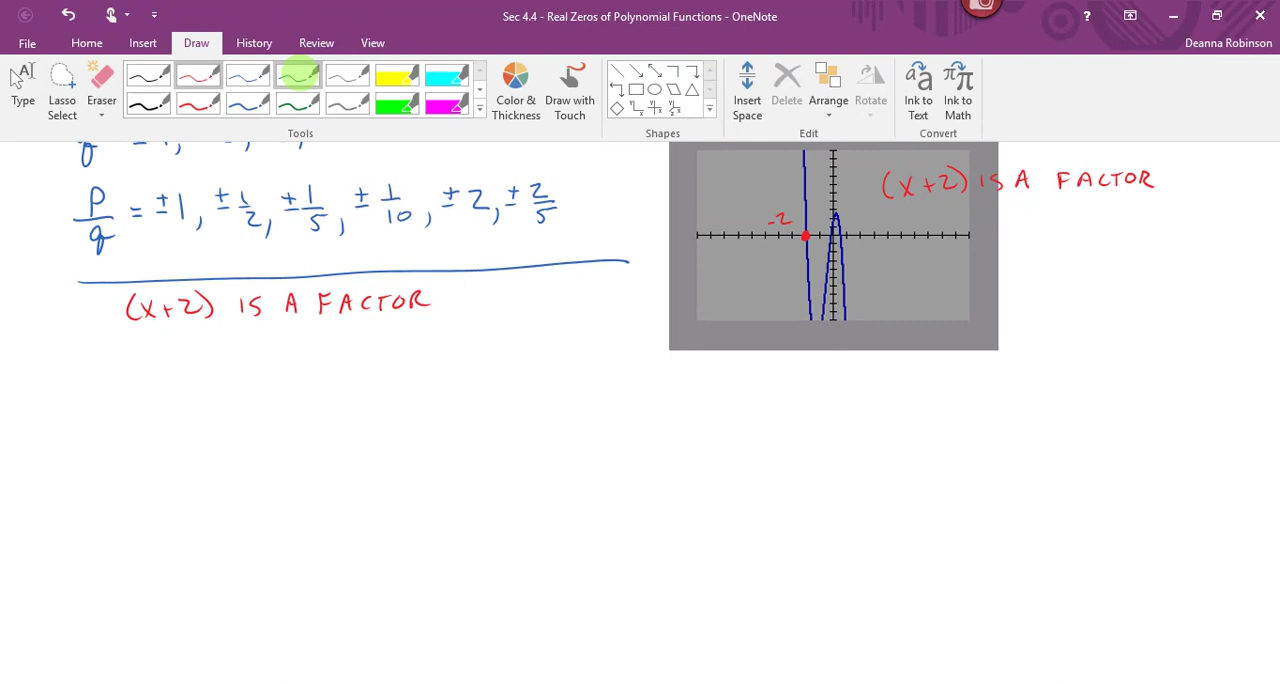 Sec 4.4 - Real Zeros of Polynomial Functions - OneNote
File Home Insert Draw History Review View
Deanna Robinson
Type Lasso Select Eraser
Color & Thickness
Draw with Touch
Insert Space
Delete Arrange Rotate
Ink to Text
Ink to Math
Tools Shapes Edit Convert
p/q = ±1, ±1/2, ±1/5, ±1/10, ±2, ±2/5
(x+2) IS A FACTOR
-2
(x+2) IS A FACTOR